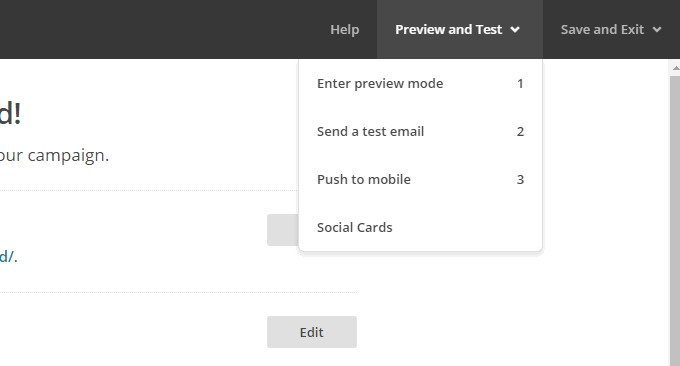 Help Preview and Test Save and Exit
Enter preview mode 1
d!
Send a test email 2
our campaign.
Push to mobile 3
Social Cards
d/.
Edit